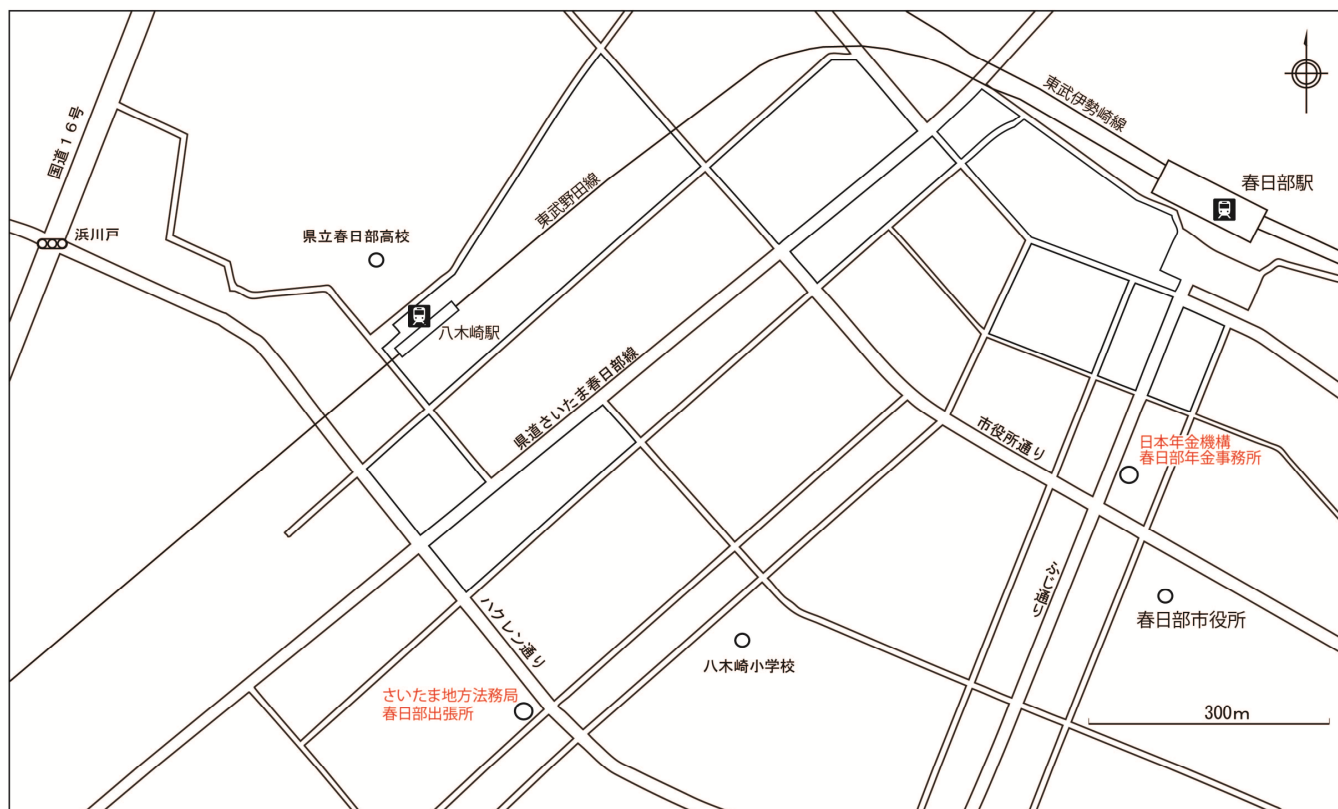 東武伊勢崎線
国道16号
春日部駅
東武野田線
浜川戸
県立春日部高校
八木崎駅
県道さいたま春日部線
市役所通り
日本年金機構
春日部年金事務所
ふじ通り
ハクレン通り
春日部市役所
八木崎小学校
さいたま地方法務局
春日部出張所
300m